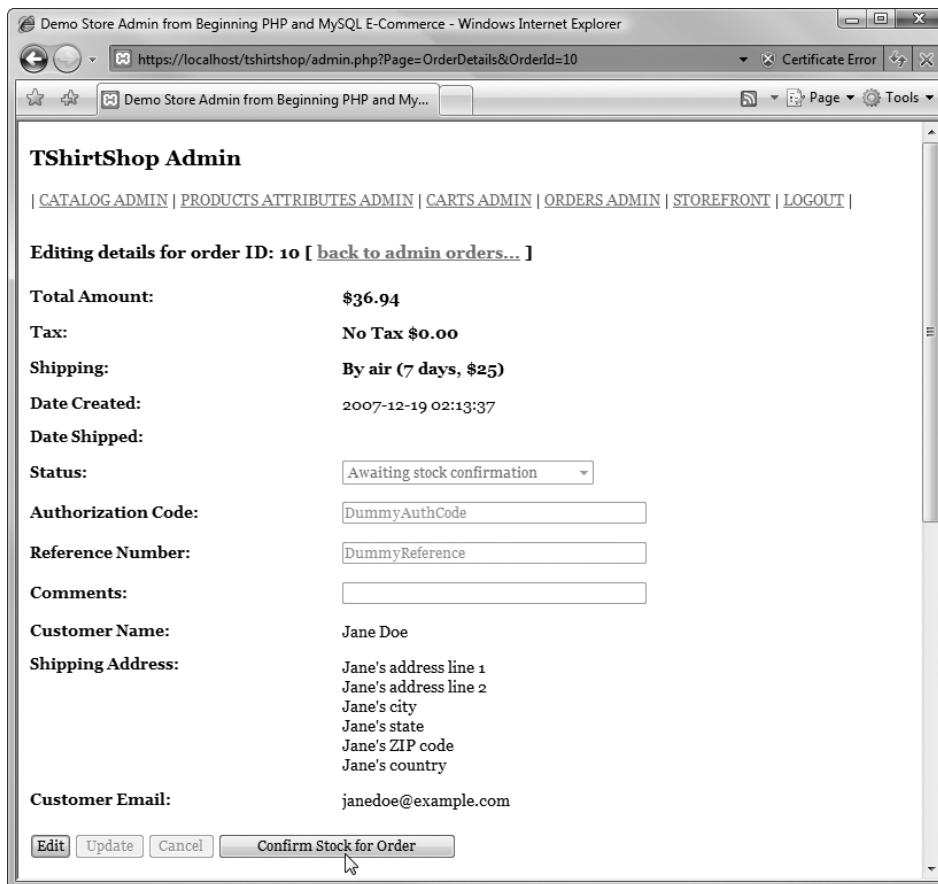 Demo Store Admin from Beginning PHP and MySQL E-Commerce - Windows Internet Explorer
https://localhost/tshirtshop/admin.php?Page=OrderDetails&OrderId=10 Certificate Error
Demo Store Admin from Beginning PHP and My... Page Tools
TShirtShop Admin
| CATALOG ADMIN | PRODUCTS ATTRIBUTES ADMIN | CARTS ADMIN | ORDERS ADMIN | STOREFRONT | LOGOUT |
Editing details for order ID: 10 [ back to admin orders... ]
Total Amount: $36.94
Tax: No Tax $0.00
Shipping: By air (7 days, $25)
Date Created: 2007-12-19 02:13:37
Date Shipped:
Status: Awaiting stock confirmation
Authorization Code: DummyAuthCode
Reference Number: DummyReference
Comments:
Customer Name: Jane Doe
Shipping Address: Jane's address line 1
Jane's address line 2
Jane's city
Jane's state
Jane's ZIP code
Jane's country
Customer Email: janedoe@example.com
Edit Update Cancel Confirm Stock for Order